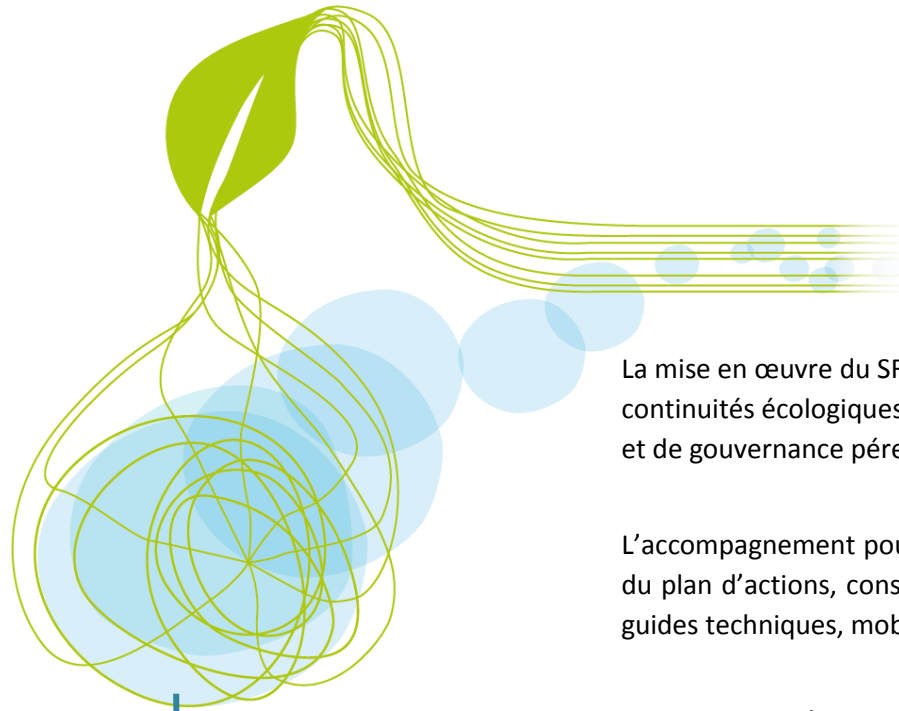 La mise en œuvre du SR
continuités écologiques
et de gouvernance pére
L’accompagnement pou
du plan d’actions, cons
guides techniques, mob